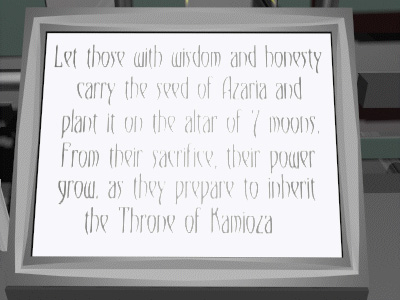 Let those with wisdom and honesty
carry the seed of Azaria and
plant it on the altar of 7 moons.
From their sacrifice, their power
grow, as they prepare to inherit
the Throne of Kamioza